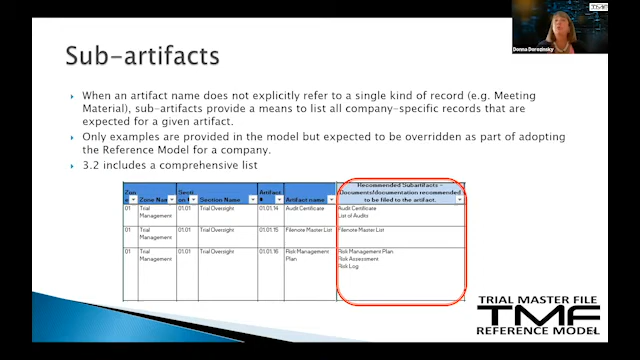 Sub-artifacts
When an artifact name does not explicitly refer to a single kind of record (e.g. Meeting
Material), sub-artifacts provide a means to list all company-specific records that are
expected for a given artifact.
Only examples are provided in the model but expected to be overridden as part of adopting
the Reference Model for a company.
3.2 includes a comprehensive list
Zone Name Section Name Artifact name Recommended Subartifacts -
Documents/documentation recommended
to be filed to the artifact.
01 Trial Management 01.01 Trial Oversight 01.01.14 Audit Certificate Audit Certificate
List of Audits
01 Trial Management 01.01 Trial Oversight 01.01.15 Filenote Master List Filenote Master List
01 Trial Management 01.01 Trial Oversight 01.01.16 Risk Management Plan Risk Management Plan
Risk Assessment
Risk Log
TRIAL MASTER FILE
TMF
REFERENCE MODEL
TMF